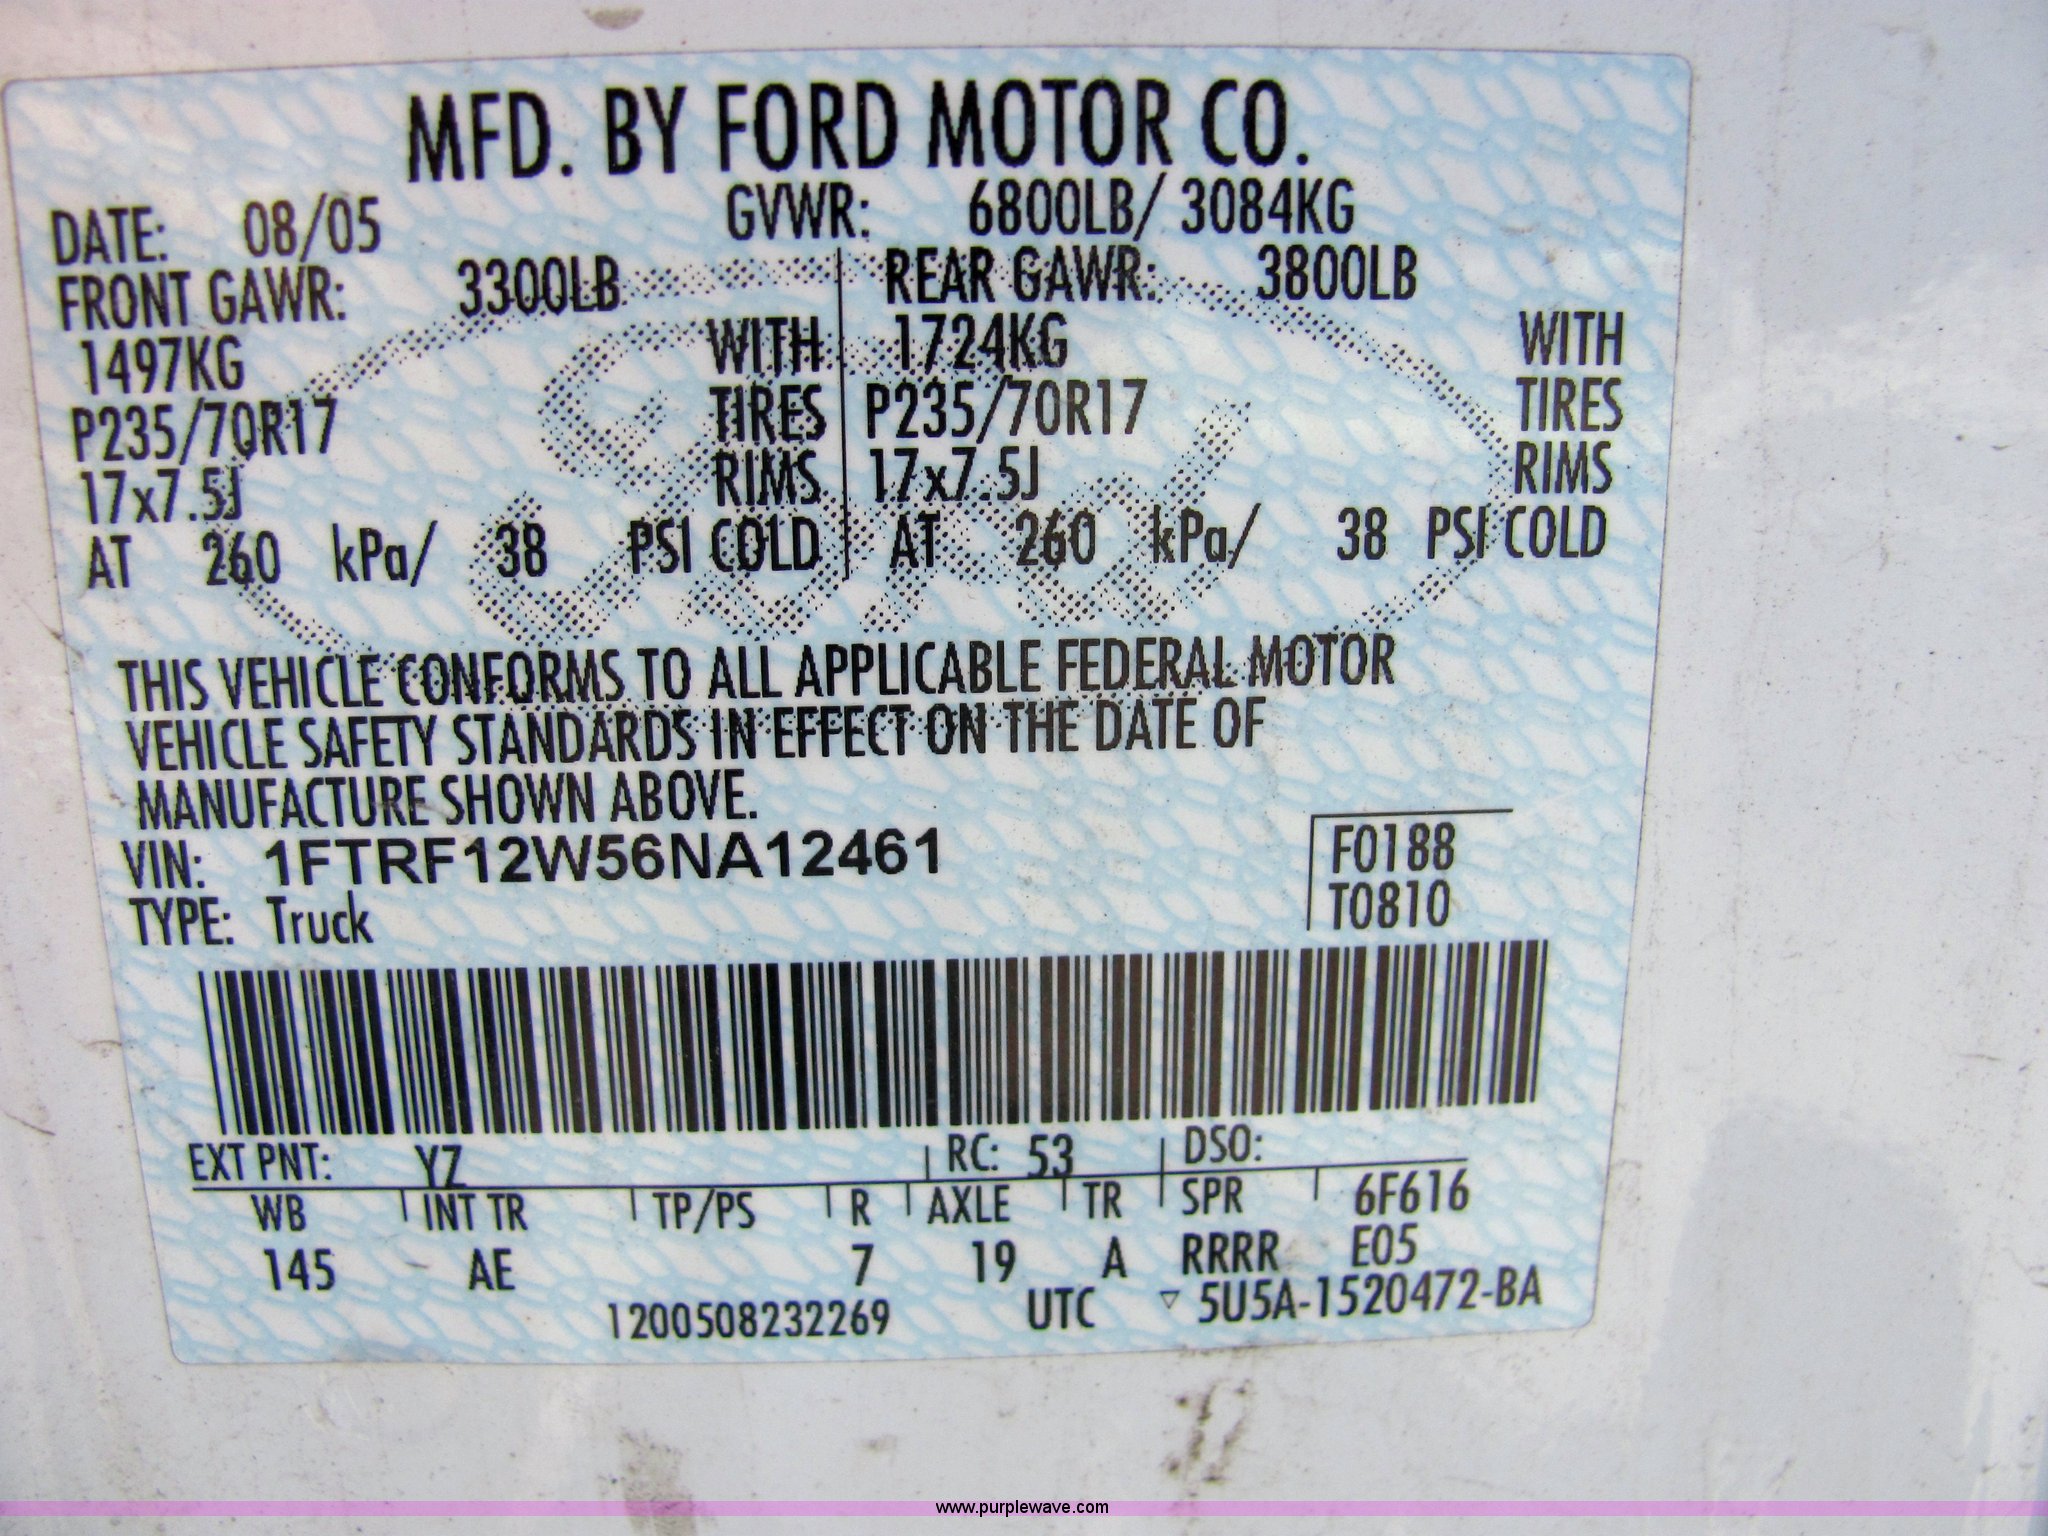 MFD. BY FORD MOTOR CO.
DATE: 08/05 GVWR: 6800LB/ 3084KG
FRONT GAWR: 3300LB REAR GAWR: 3800LB
1497KG WITH 1724KG WITH
P235/70R17 TIRES P235/70R17 TIRES
17x7.5J RIMS 17x7.5J RIMS
AT 260 kPa/ 38 PSI COLD AT 260 kPa/ 38 PSI COLD
Ford
THIS VEHICLE CONFORMS TO ALL APPLICABLE FEDERAL MOTOR
VEHICLE SAFETY STANDARDS IN EFFECT ON THE DATE OF
MANUFACTURE SHOWN ABOVE.
VIN: 1FTRF12W56NA12461 F0188
TYPE: Truck T0810
EXT PNT: YZ RC: 53 DSO:
WB INT TR TP/PS R AXLE TR SPR 6F616
145 AE 7 19 A RRRR E05
1200508232269 UTC ▽ 5U5A-1520472-BA
www.purplewave.com